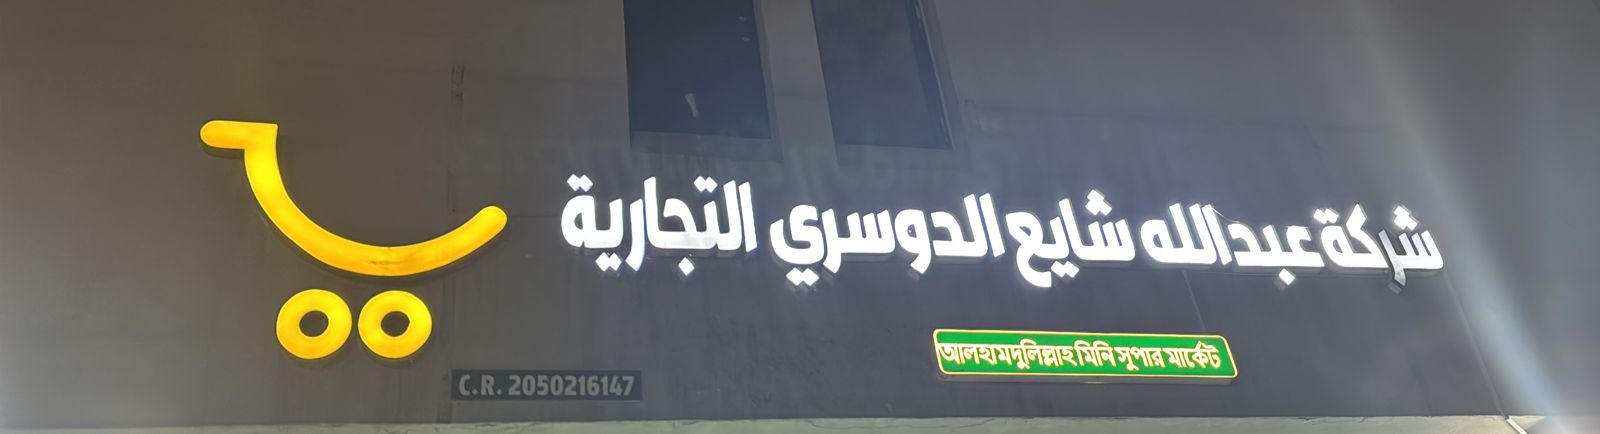 شركة عبدالله شايع الدوسري التجارية
আলহামদুলিল্লাহ মিনি সুপার মার্কেট
C.R. 2050216147